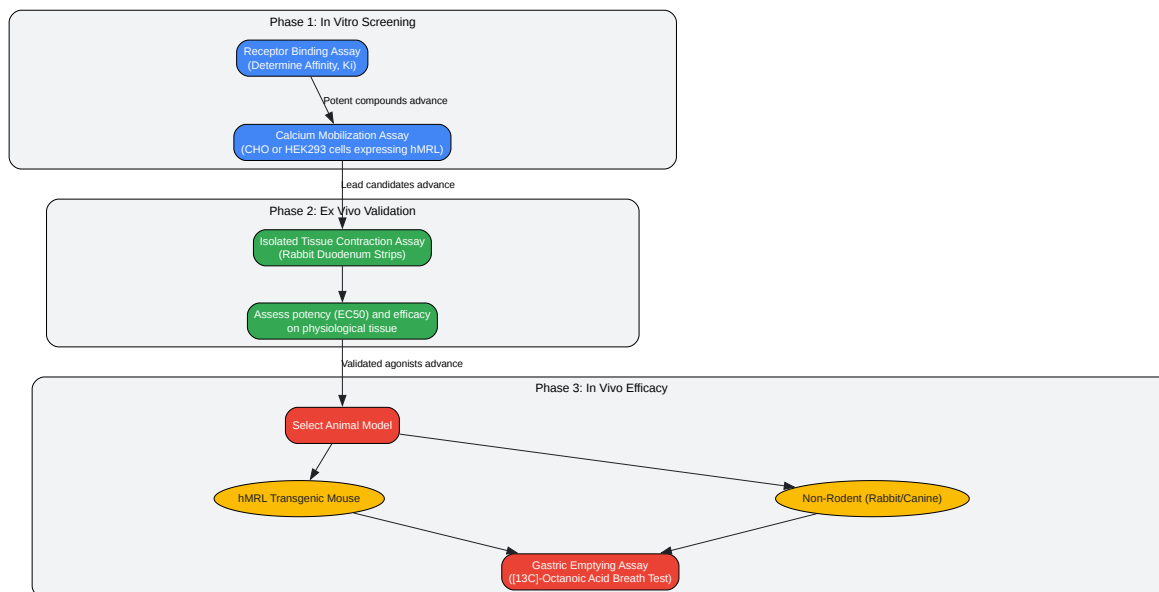 Phase 1: In Vitro Screening
Receptor Binding Assay
(Determine Affinity, Ki)
Potent compounds advance
Calcium Mobilization Assay
(CHO or HEK293 cells expressing hMRL)
Lead candidates advance
Phase 2: Ex Vivo Validation
Isolated Tissue Contraction Assay
(Rabbit Duodenum Strips)
Assess potency (EC50) and efficacy
on physiological tissue
Validated agonists advance
Phase 3: In Vivo Efficacy
Select Animal Model
hMRL Transgenic Mouse
Non-Rodent (Rabbit/Canine)
Gastric Emptying Assay
([13C]-Octanoic Acid Breath Test)